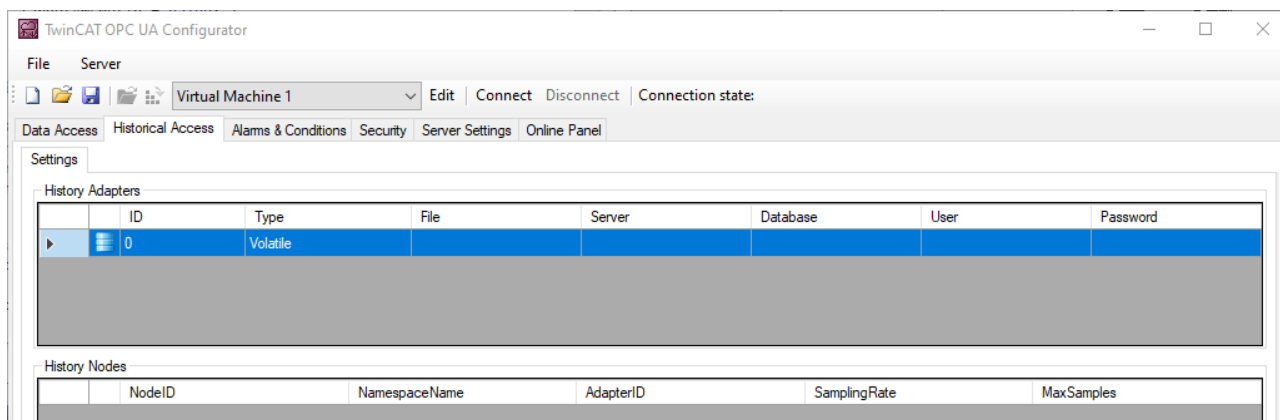 TwinCAT OPC UA Configurator
File Server
Virtual Machine 1 Edit Connect Disconnect Connection state:
Data Access Historical Access Alarms & Conditions Security Server Settings Online Panel
Settings
History Adapters
ID Type File Server Database User Password
0 Volatile
History Nodes
NodeID NamespaceName AdapterID SamplingRate MaxSamples